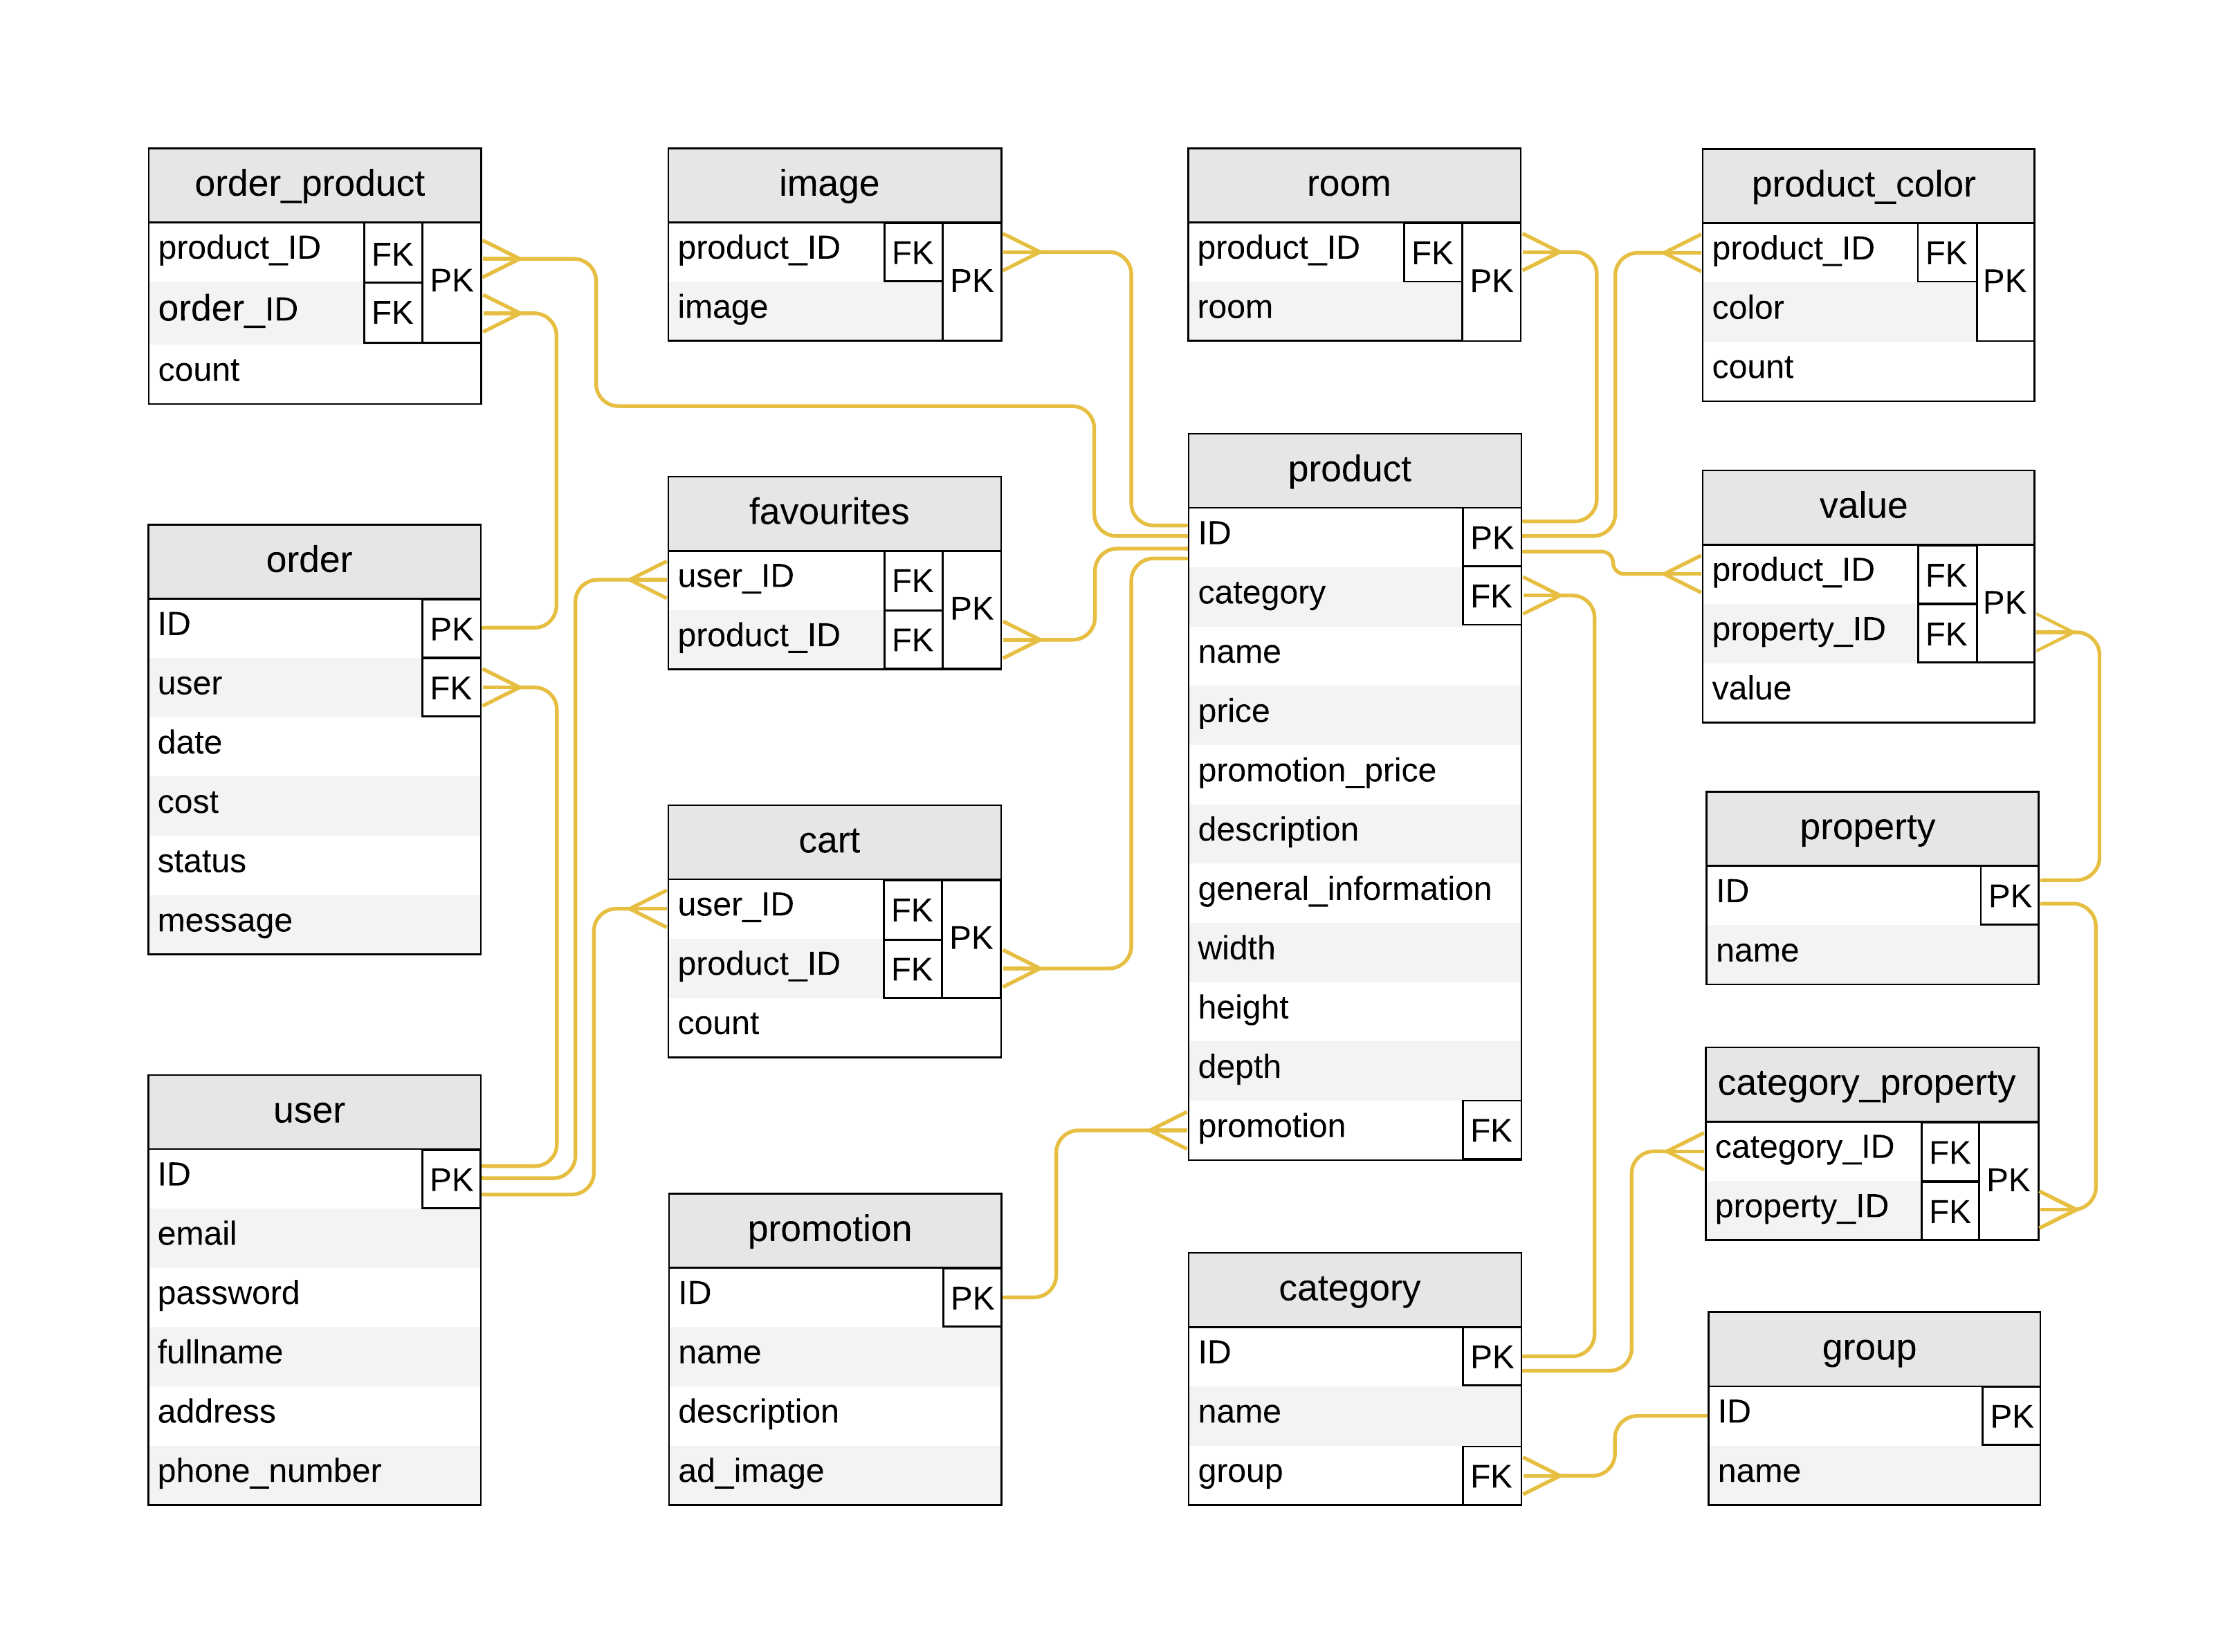 order_product
product_ID FK PK
order_ID FK
count
image
product_ID FK PK
image
room
product_ID FK PK
room
product_color
product_ID FK PK
color
count
order
ID PK
user FK
date
cost
status
message
favourites
user_ID FK PK
product_ID FK
product
ID PK
category FK
name
price
promotion_price
description
general_information
width
height
depth
promotion FK
value
product_ID FK PK
property_ID FK
value
cart
user_ID FK PK
product_ID FK
count
property
ID PK
name
user
ID PK
email
password
fullname
address
phone_number
promotion
ID PK
name
description
ad_image
category
ID PK
name
group FK
category_property
category_ID FK PK
property_ID FK
group
ID PK
name